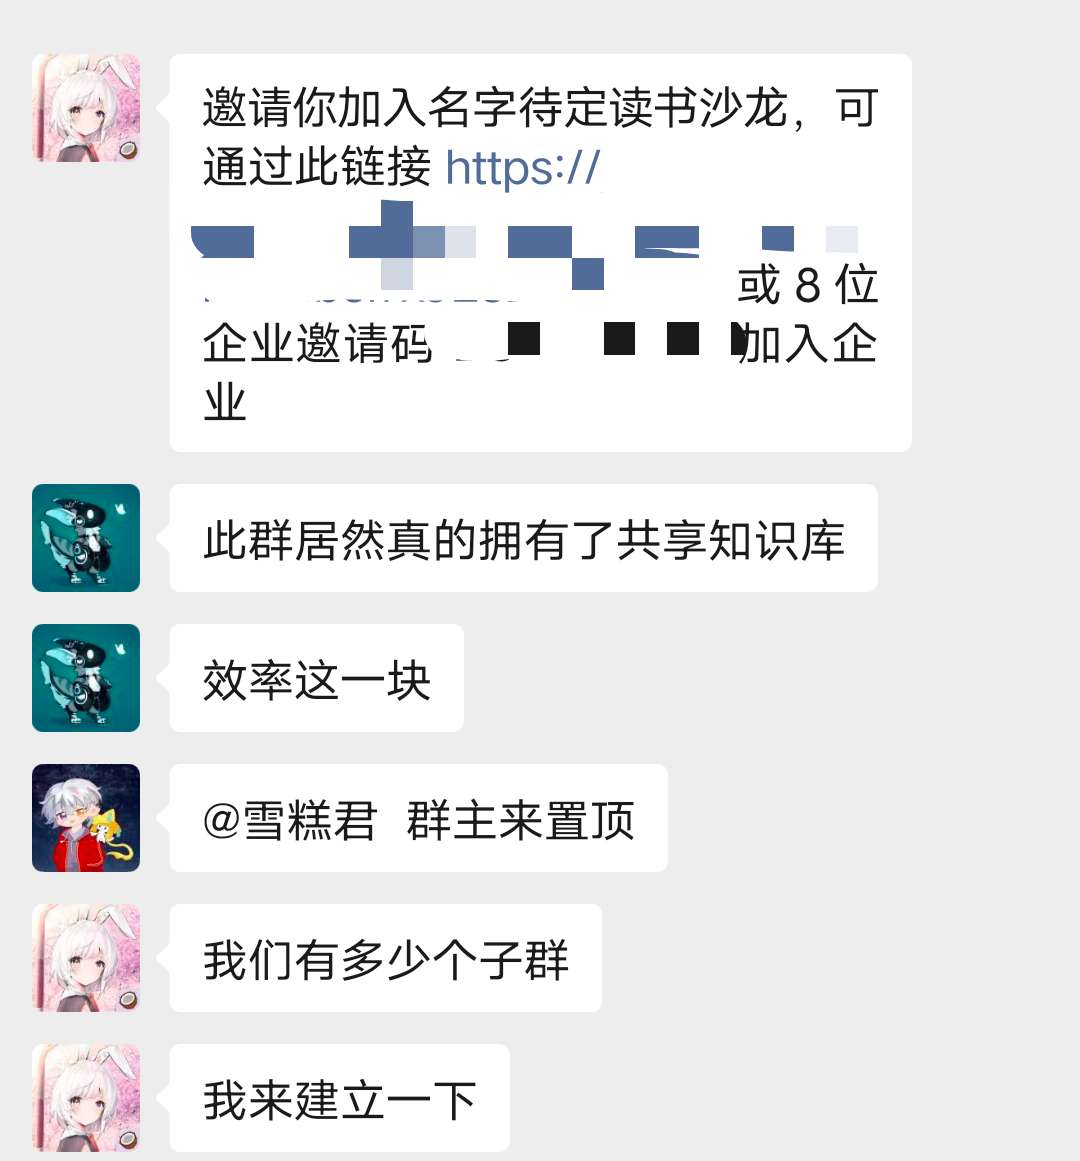 邀请你加入名字待定读书沙龙，可
通过此链接 https://
或 8 位
企业邀请码
加入企
业
此群居然真的拥有了共享知识库
效率这一块
@雪糕君 群主来置顶
我们有多少个子群
我来建立一下